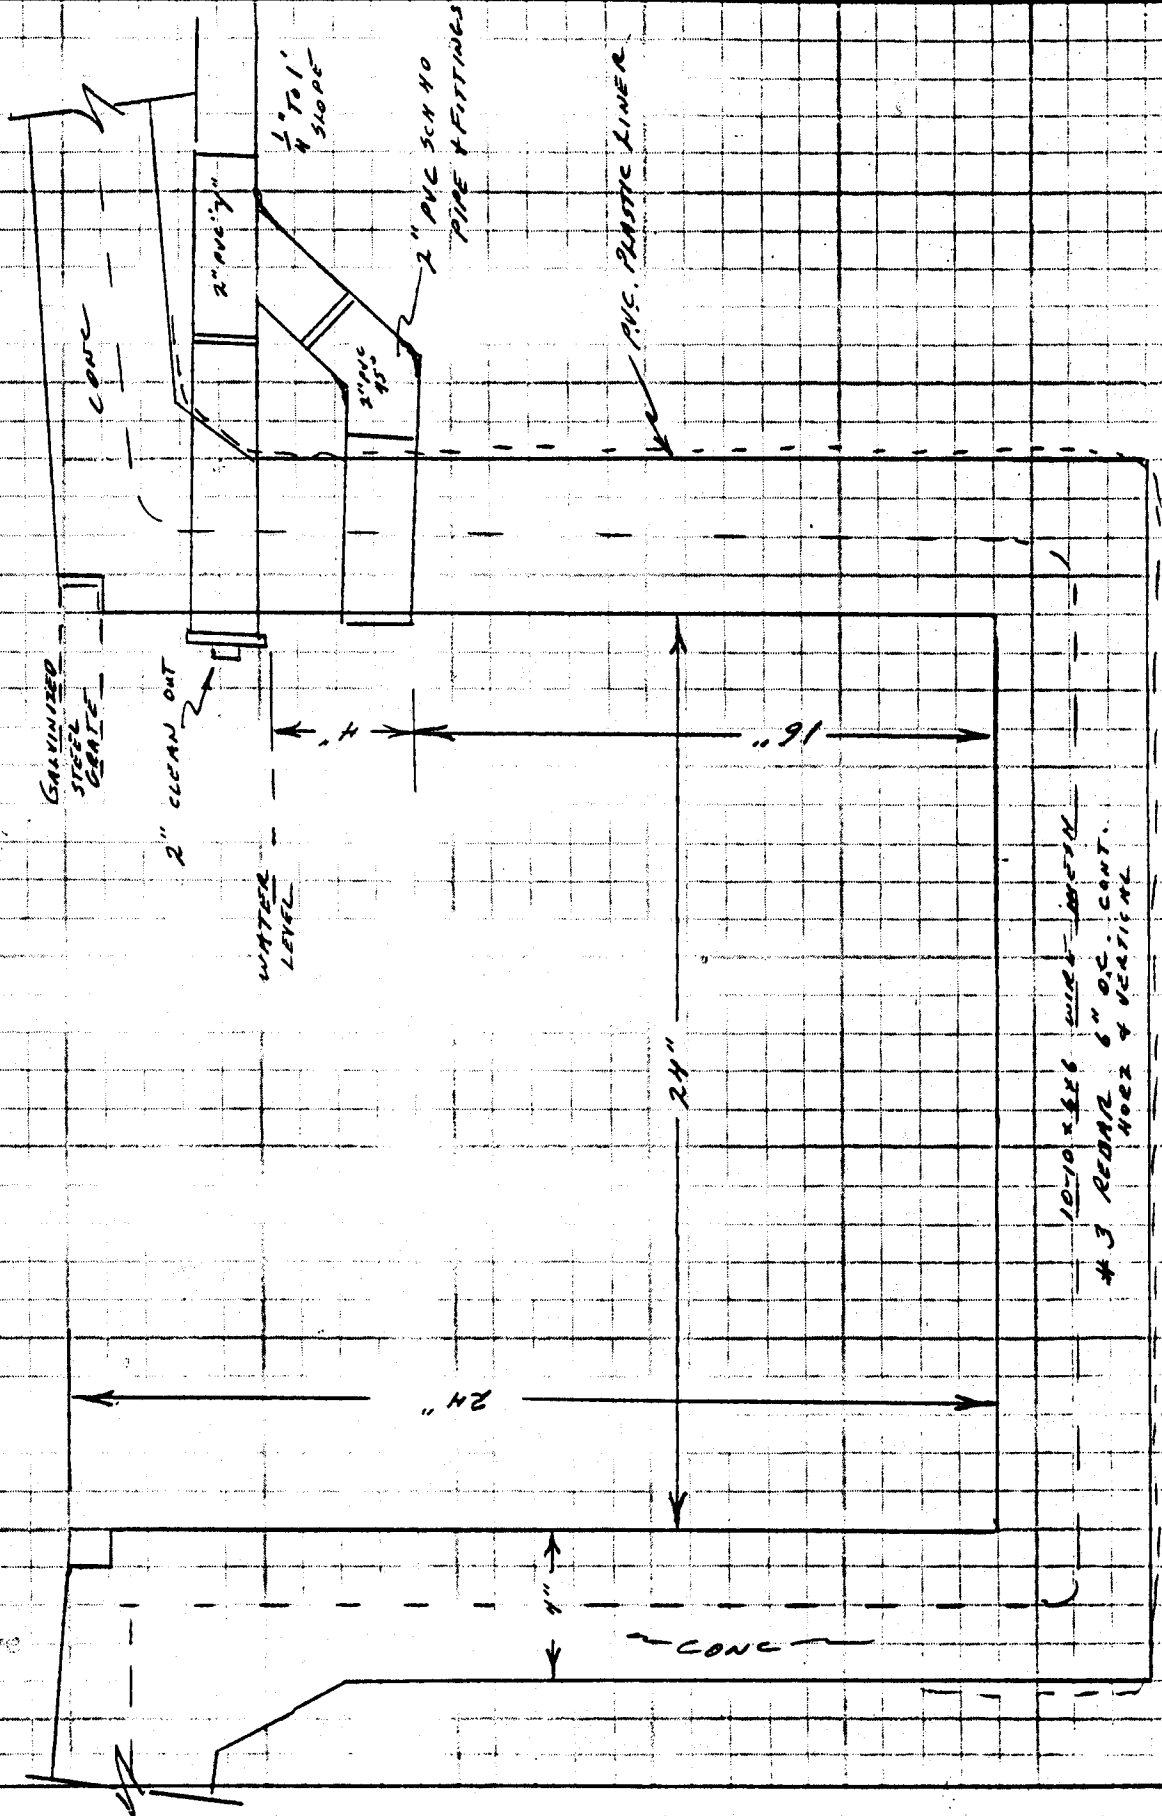 1/4" TO 1'
SLOPE
2" PVC SCH 40
PIPE & FITTINGS
P.V.C. PLASTIC LINER
CONC
2" PVC "Y"
2" PVC
45°
GALVINIZED
STEEL
GRATE
2" CLEAN OUT
WATER
LEVEL
4"
16"
24"
24"
4"
CONC
10-10 x 6x6 WIRE MESH
#3 REBAR 6" O.C. CONT.
HORZ & VERTICAL